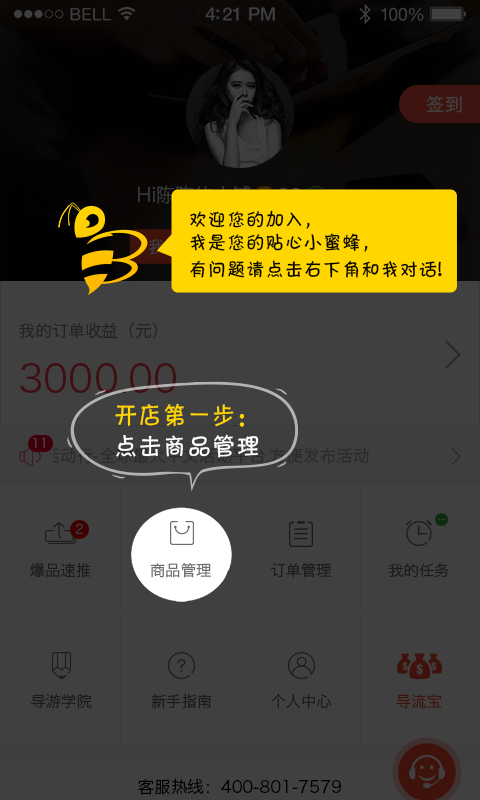 BELL
4:21 PM
100%
签到
Hi陈
欢迎您的加入，
我是您的贴心小蜜蜂，
有问题请点击右下角和我对话!
我的订单收益（元）
3000.00
开店第一步：
点击商品管理
11
平台,方便发布活动
2
爆品速推
商品管理
订单管理
我的任务
导游学院
新手指南
个人中心
导流宝
客服热线：400-801-7579